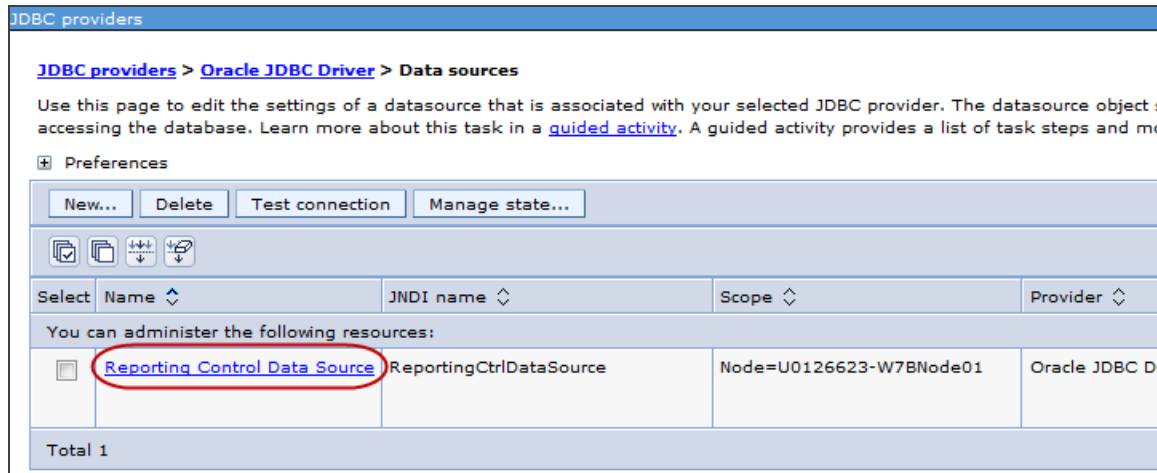 JDBC providers
JDBC providers > Oracle JDBC Driver > Data sources
Use this page to edit the settings of a datasource that is associated with your selected JDBC provider. The datasource object
accessing the database. Learn more about this task in a guided activity. A guided activity provides a list of task steps and
Preferences
New... Delete Test connection Manage state...
Select Name JNDI name Scope Provider
You can administer the following resources:
Reporting Control Data Source ReportingCtrlDataSource Node=U0126623-W7BNode01 Oracle JDBC
Total 1